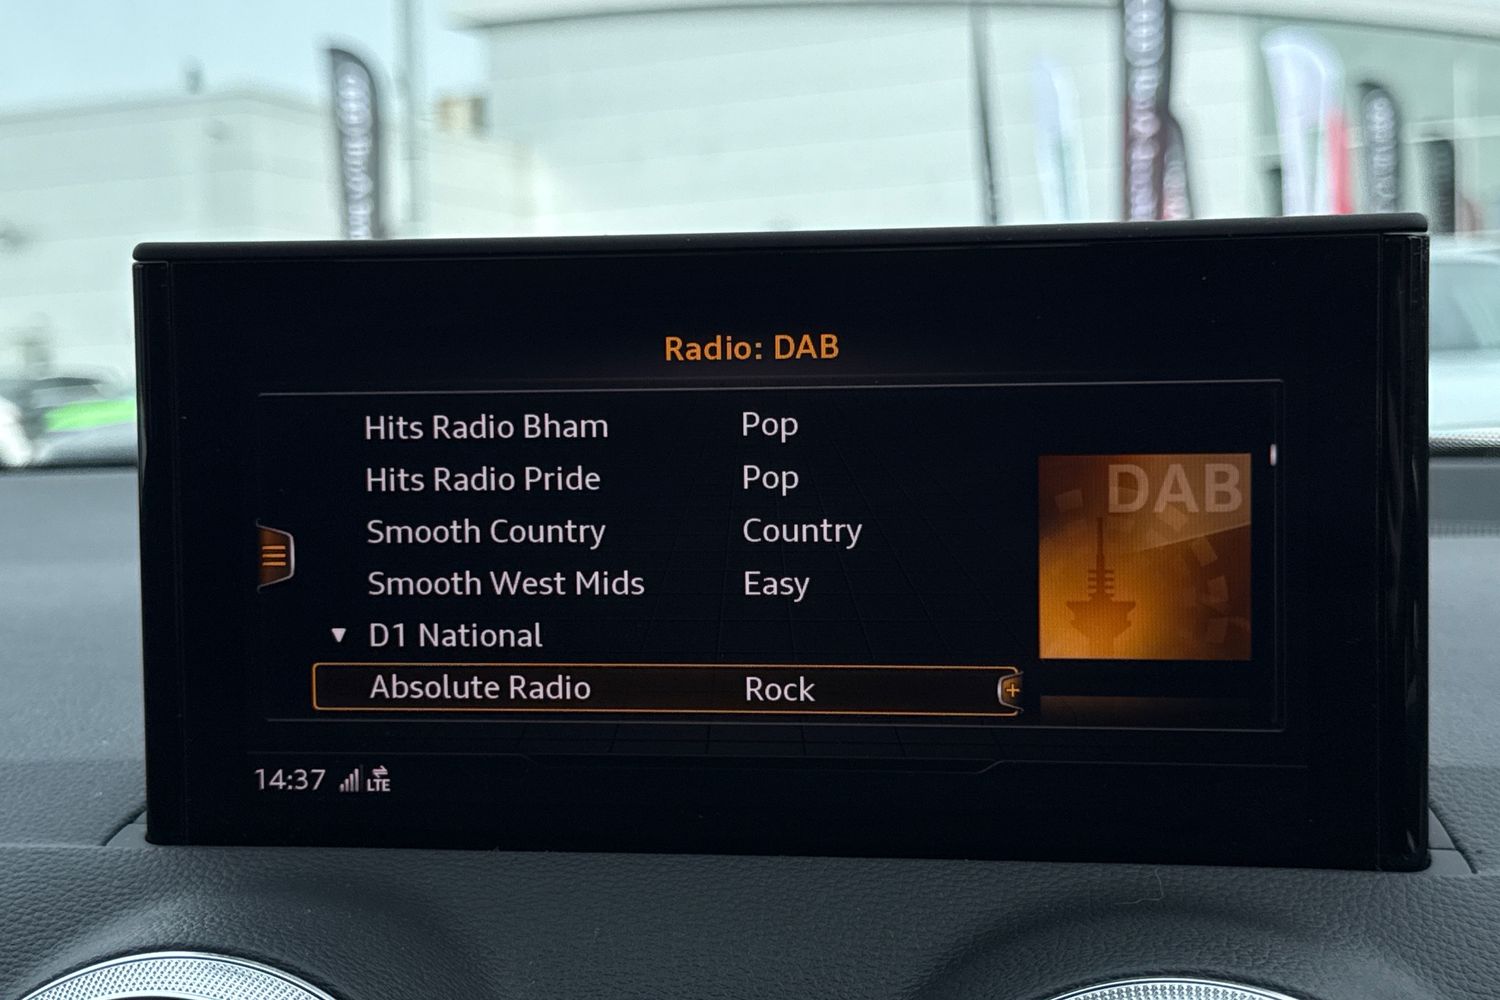 Radio: DAB
Hits Radio Bham Pop
Hits Radio Pride Pop
Smooth Country Country
Smooth West Mids Easy
▼ D1 National
Absolute Radio Rock +
DAB
14:37 LTE